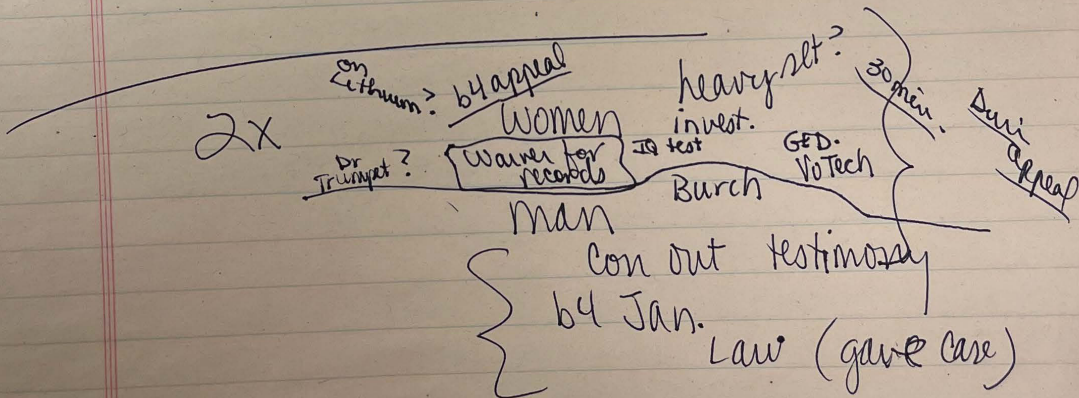 on
Lithium? b4 appeal heavy set?
30 min.
2x women invest.
Dr Trumpet? waiver for records IQ test GED. VoTech
man Burch
appeal
con out testimony
b4 Jan.
Law (gave case)